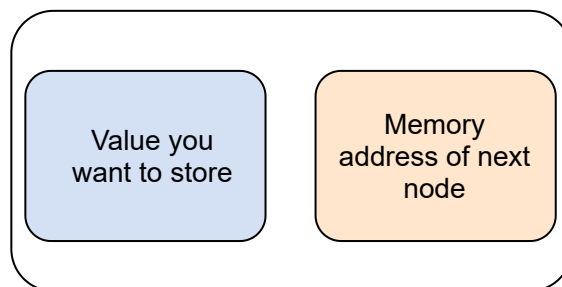 Value you
want to store
Memory
address of next
node